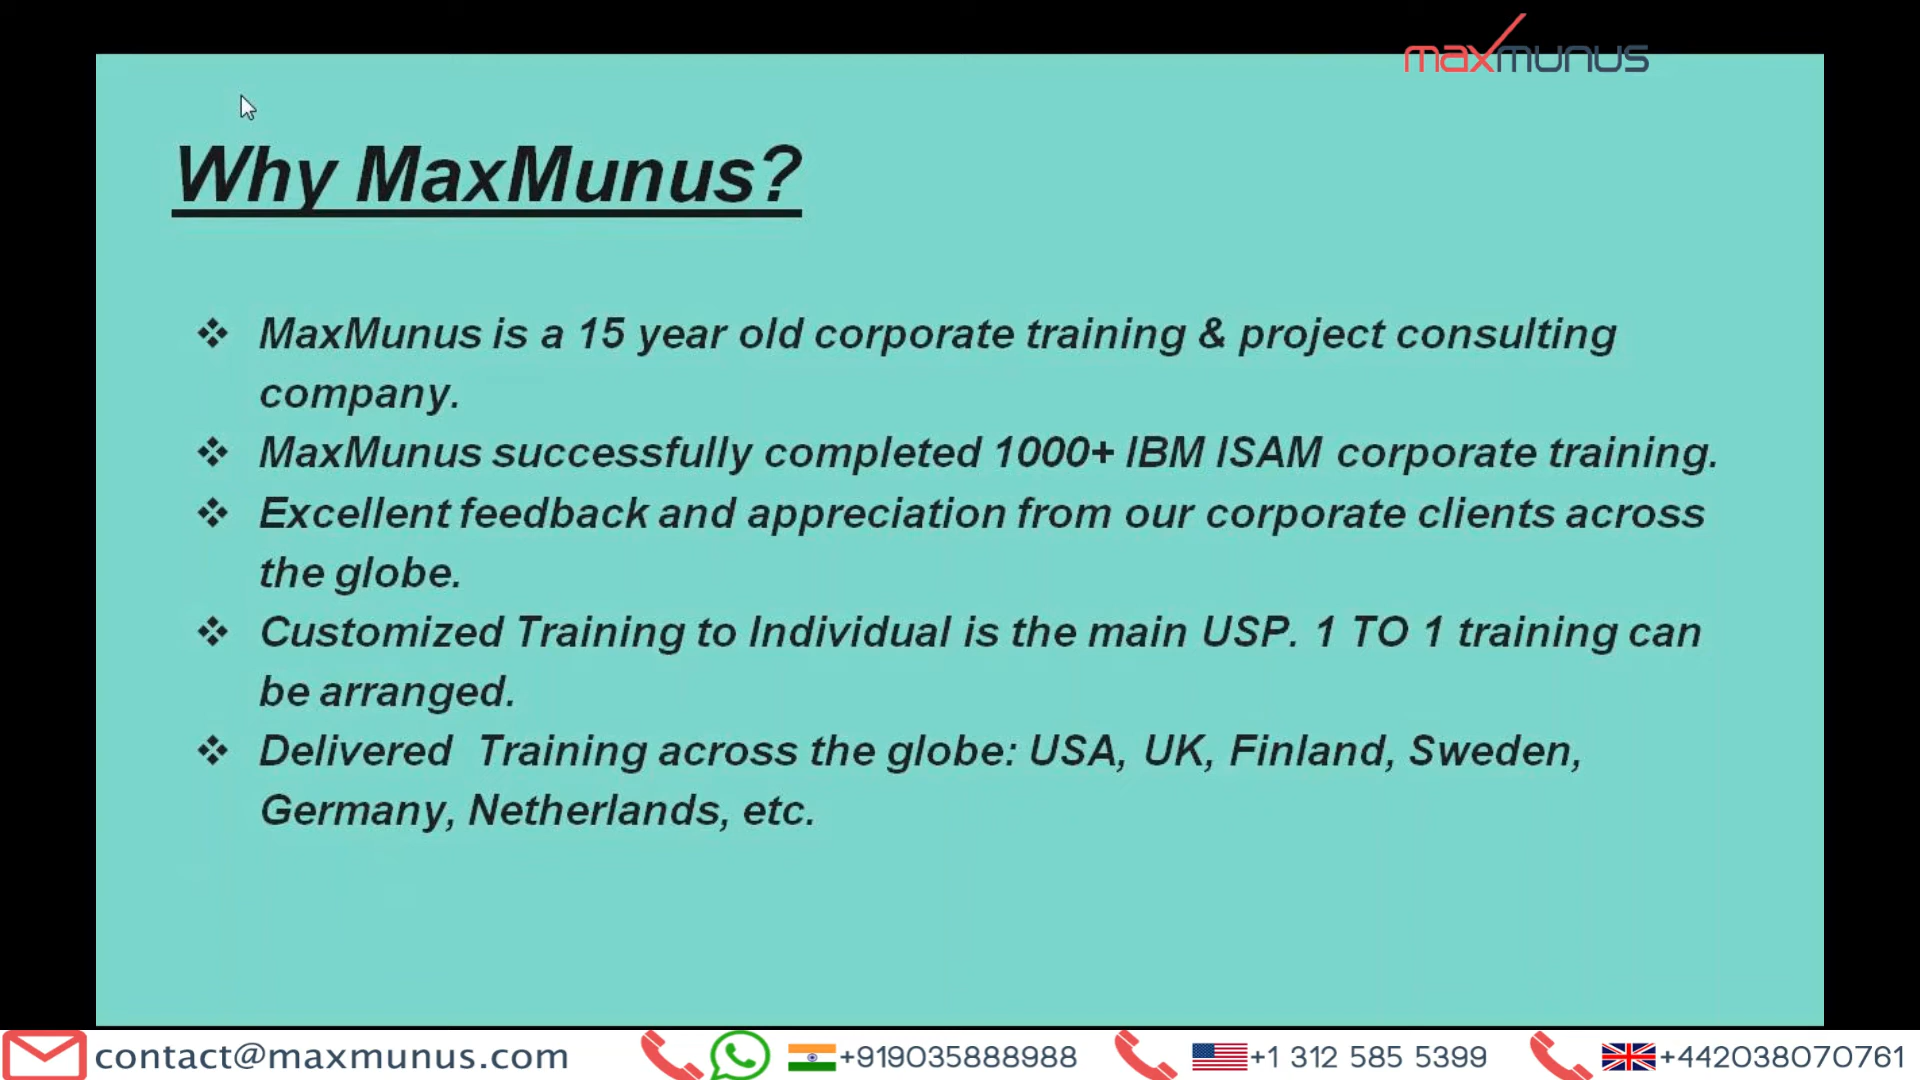 maxmunus
Why MaxMunus?
❖ MaxMunus is a 15 year old corporate training & project consulting
company.
❖ MaxMunus successfully completed 1000+ IBM ISAM corporate training.
❖ Excellent feedback and appreciation from our corporate clients across
the globe.
❖ Customized Training to Individual is the main USP. 1 TO 1 training can
be arranged.
❖ Delivered Training across the globe: USA, UK, Finland, Sweden,
Germany, Netherlands, etc.
contact@maxmunus.com +919035888988 +1 312 585 5399 +442038070761